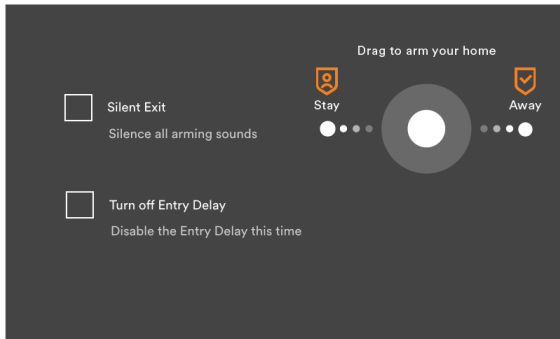 Drag to arm your home
Stay
Away
Silent Exit
Silence all arming sounds
Turn off Entry Delay
Disable the Entry Delay this time